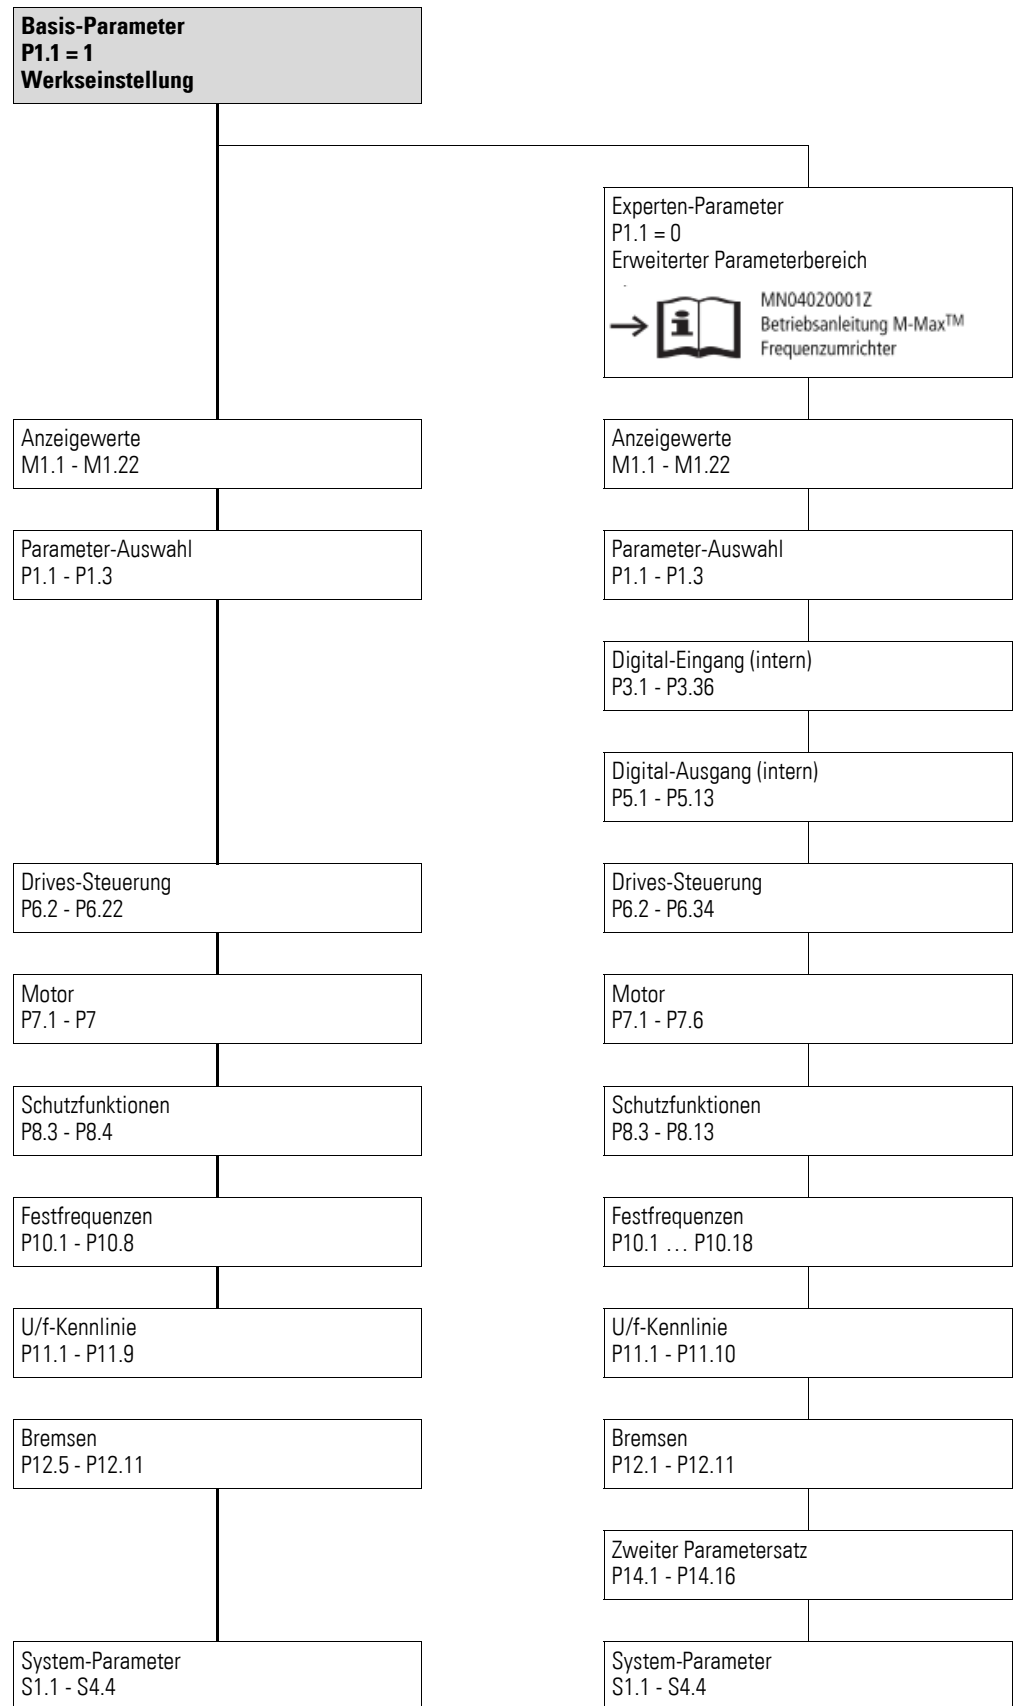 Basis-Parameter
P1.1 = 1
Werkseinstellung
Experten-Parameter
P1.1 = 0
Erweiterter Parameterbereich
MN04020001Z
Betriebsanleitung M-Max™
Frequenzumrichter
Anzeigewerte
M1.1 - M1.22
Anzeigewerte
M1.1 - M1.22
Parameter-Auswahl
P1.1 - P1.3
Parameter-Auswahl
P1.1 - P1.3
Digital-Eingang (intern)
P3.1 - P3.36
Digital-Ausgang (intern)
P5.1 - P5.13
Drives-Steuerung
P6.2 - P6.22
Drives-Steuerung
P6.2 - P6.34
Motor
P7.1 - P7
Motor
P7.1 - P7.6
Schutzfunktionen
P8.3 - P8.4
Schutzfunktionen
P8.3 - P8.13
Festfrequenzen
P10.1 - P10.8
Festfrequenzen
P10.1 … P10.18
U/f-Kennlinie
P11.1 - P11.9
U/f-Kennlinie
P11.1 - P11.10
Bremsen
P12.5 - P12.11
Bremsen
P12.1 - P12.11
Zweiter Parametersatz
P14.1 - P14.16
System-Parameter
S1.1 - S4.4
System-Parameter
S1.1 - S4.4